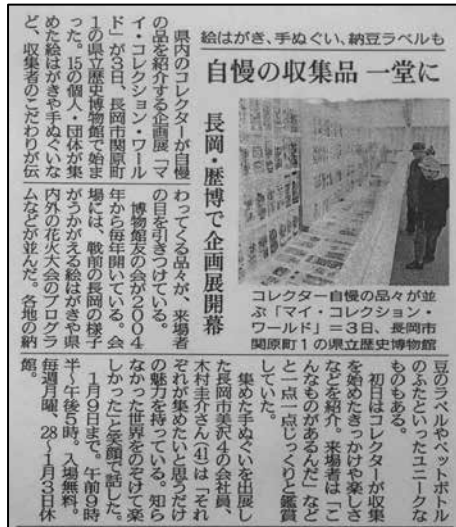 絵はがき、手ぬぐい、納豆ラベルも
自慢の収集品 一堂に
長岡・歴博で企画展開幕
県内のコレクターが自慢
の品を紹介する企画展「マ
イ・コレクション・ワール
ド」が3日、長岡市関原町
1の県立歴史博物館で始ま
った。15の個人・団体が集
めた絵はがきや手ぬぐいな
ど、収集者のこだわりが伝
わってくる品々が、来場者
の目を引きつけている。
博物館友の会が2004
年から毎年開いている。会
場には、戦前の長岡の様子
がうかがえる絵はがきや県
内外の花火大会のプログラ
ムなどが並んだ。各地の納
豆のラベルやペットボトル
のふたといったユニークな
ものもある。
初日はコレクターが収集
を始めたきっかけや楽しさ
などを紹介。来場者は「こ
んなものがあるんだ」など
と一点一点じっくりと鑑賞
していた。
集めた手ぬぐいを出展し
た長岡市美沢4の会社員、
木村圭介さん(41)は「それ
ぞれが集めたいと思うだけ
の魅力を持っている。知ら
なかった世界をのぞけて楽
しかった」と笑顔で話した。
1月9日まで。午前9時
半〜午後5時。入場無料。
毎週月曜、28〜1月3日休
館。
コレクター自慢の品々が並
ぶ「マイ・コレクション・
ワールド」=3日、長岡市
関原町1の県立歴史博物館